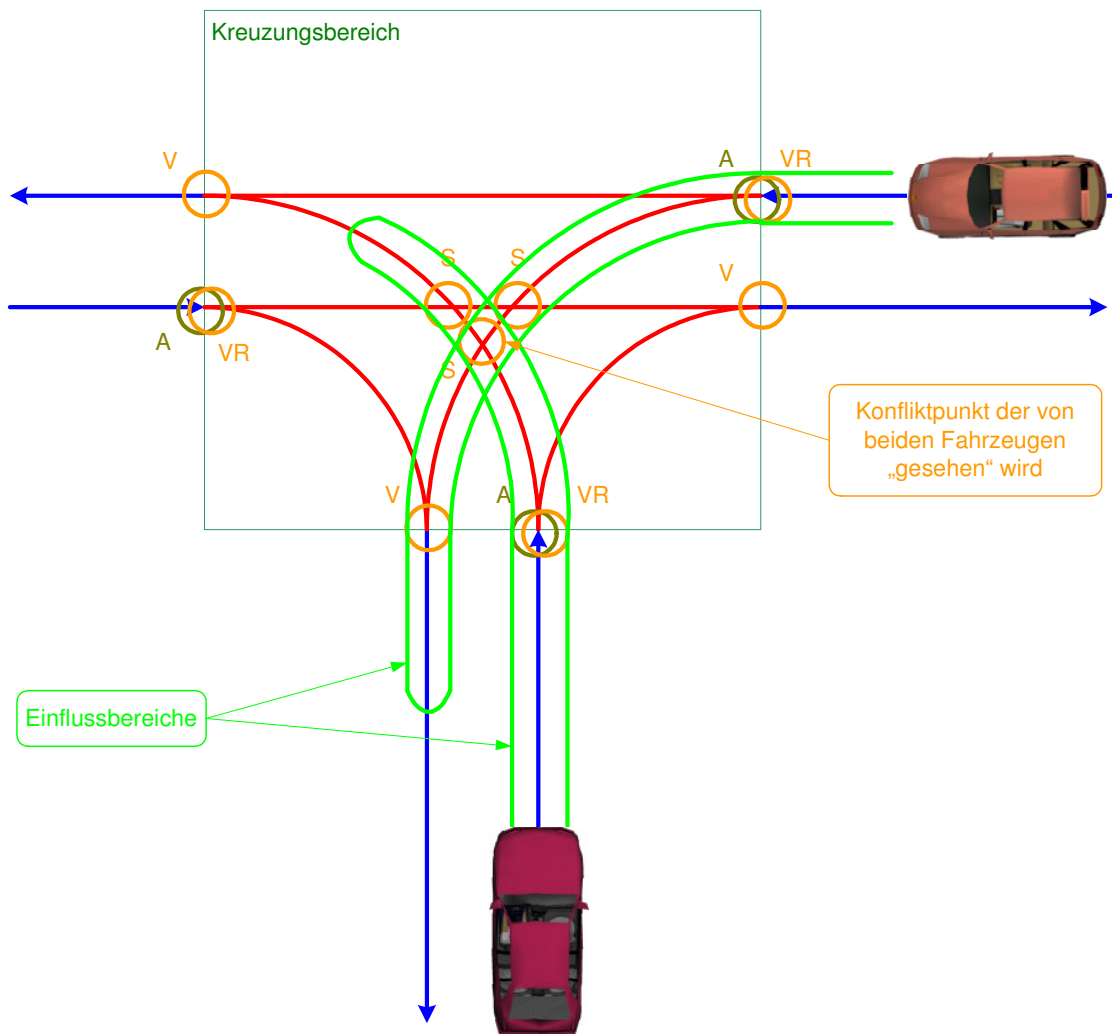 Kreuzungsbereich
V
A
VR
S
S
V
A
VR
S
Konfliktpunkt der von
beiden Fahrzeugen
„gesehen“ wird
V
A
VR
Einflussbereiche